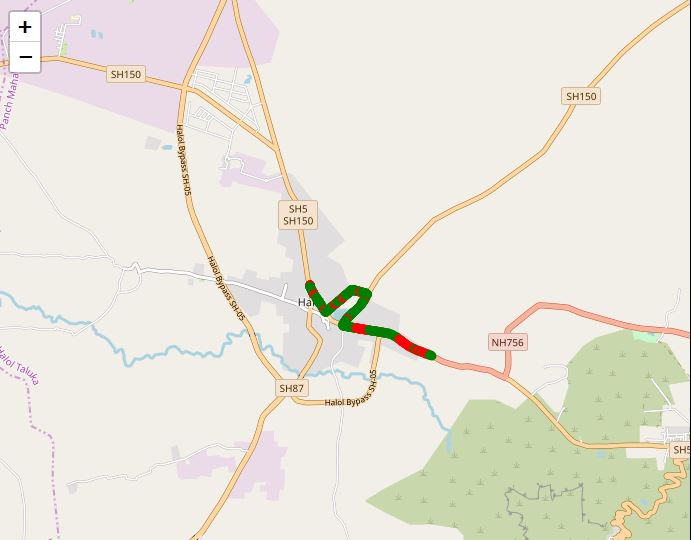 +
−
SH150
SH150
Panch Maha
Halol Bypass SH-05
SH5
SH150
Halol Bypass SH-05
Ha
NH756
Halol Taluka
SH87
Halol Bypass SH-05
SH5